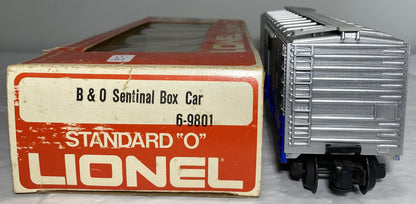 B & O Sentinal Box Car
6-9801
STANDARD "O"
LIONEL